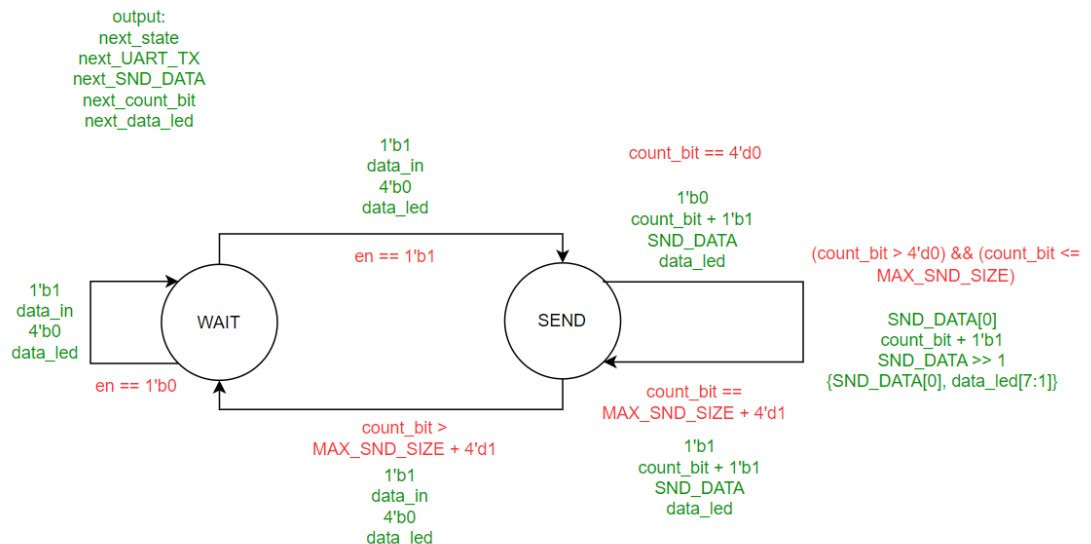 output:
next_state
next_UART_TX
next_SND_DATA
next_count_bit
next_data_led
1'b1
data_in
4'b0
data_led
en == 1'b1
count_bit == 4'd0
1'b0
count_bit + 1'b1
SND_DATA
data_led
(count_bit > 4'd0) && (count_bit <=
MAX_SND_SIZE)
SND_DATA[0]
count_bit + 1'b1
SND_DATA >> 1
{SND_DATA[0], data_led[7:1]}
1'b1
data_in
4'b0
data_led
en == 1'b0
WAIT
SEND
count_bit >
MAX_SND_SIZE + 4'd1
1'b1
data_in
4'b0
data_led
count_bit ==
MAX_SND_SIZE + 4'd1
1'b1
count_bit + 1'b1
SND_DATA
data_led